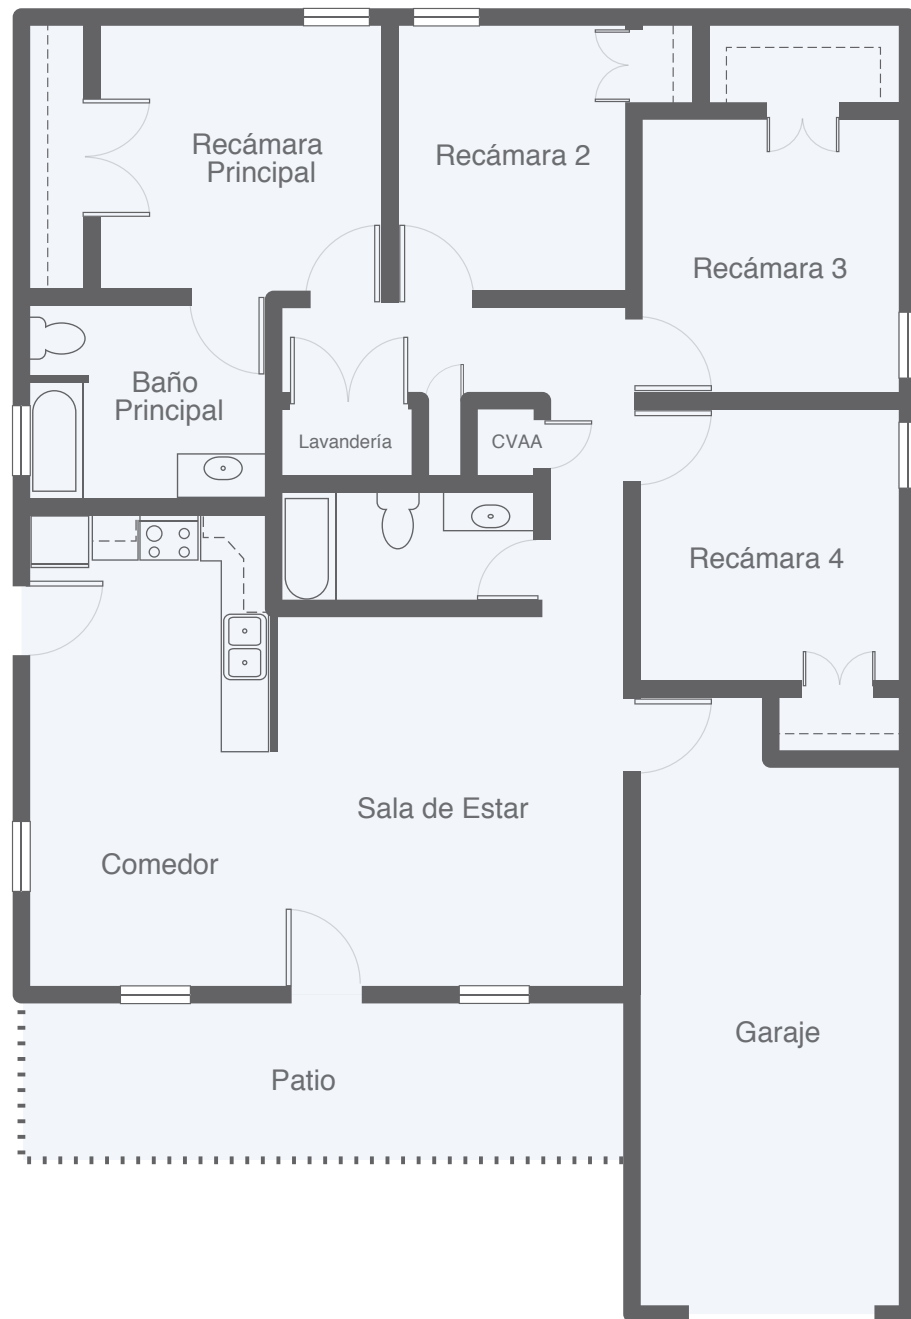 Recámara
Principal
Recámara 2
Recámara 3
Baño
Principal
Lavandería
CVAA
Recámara 4
Sala de Estar
Comedor
Garaje
Patio